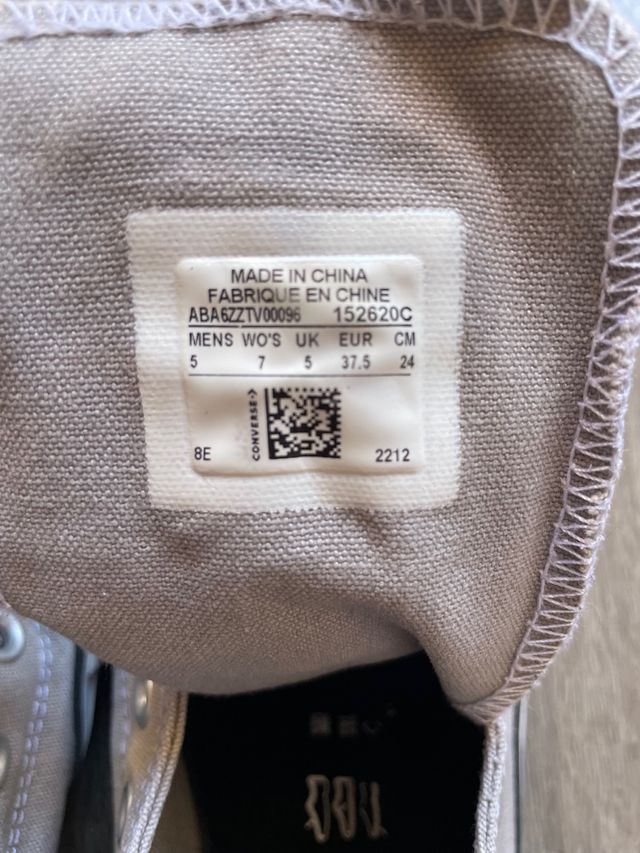 MADE IN CHINA
FABRIQUE EN CHINE
ABA6ZZTV00096 152620C
MENS WO'S UK EUR CM
5 7 5 37.5 24
CONVERSE
8E 2212